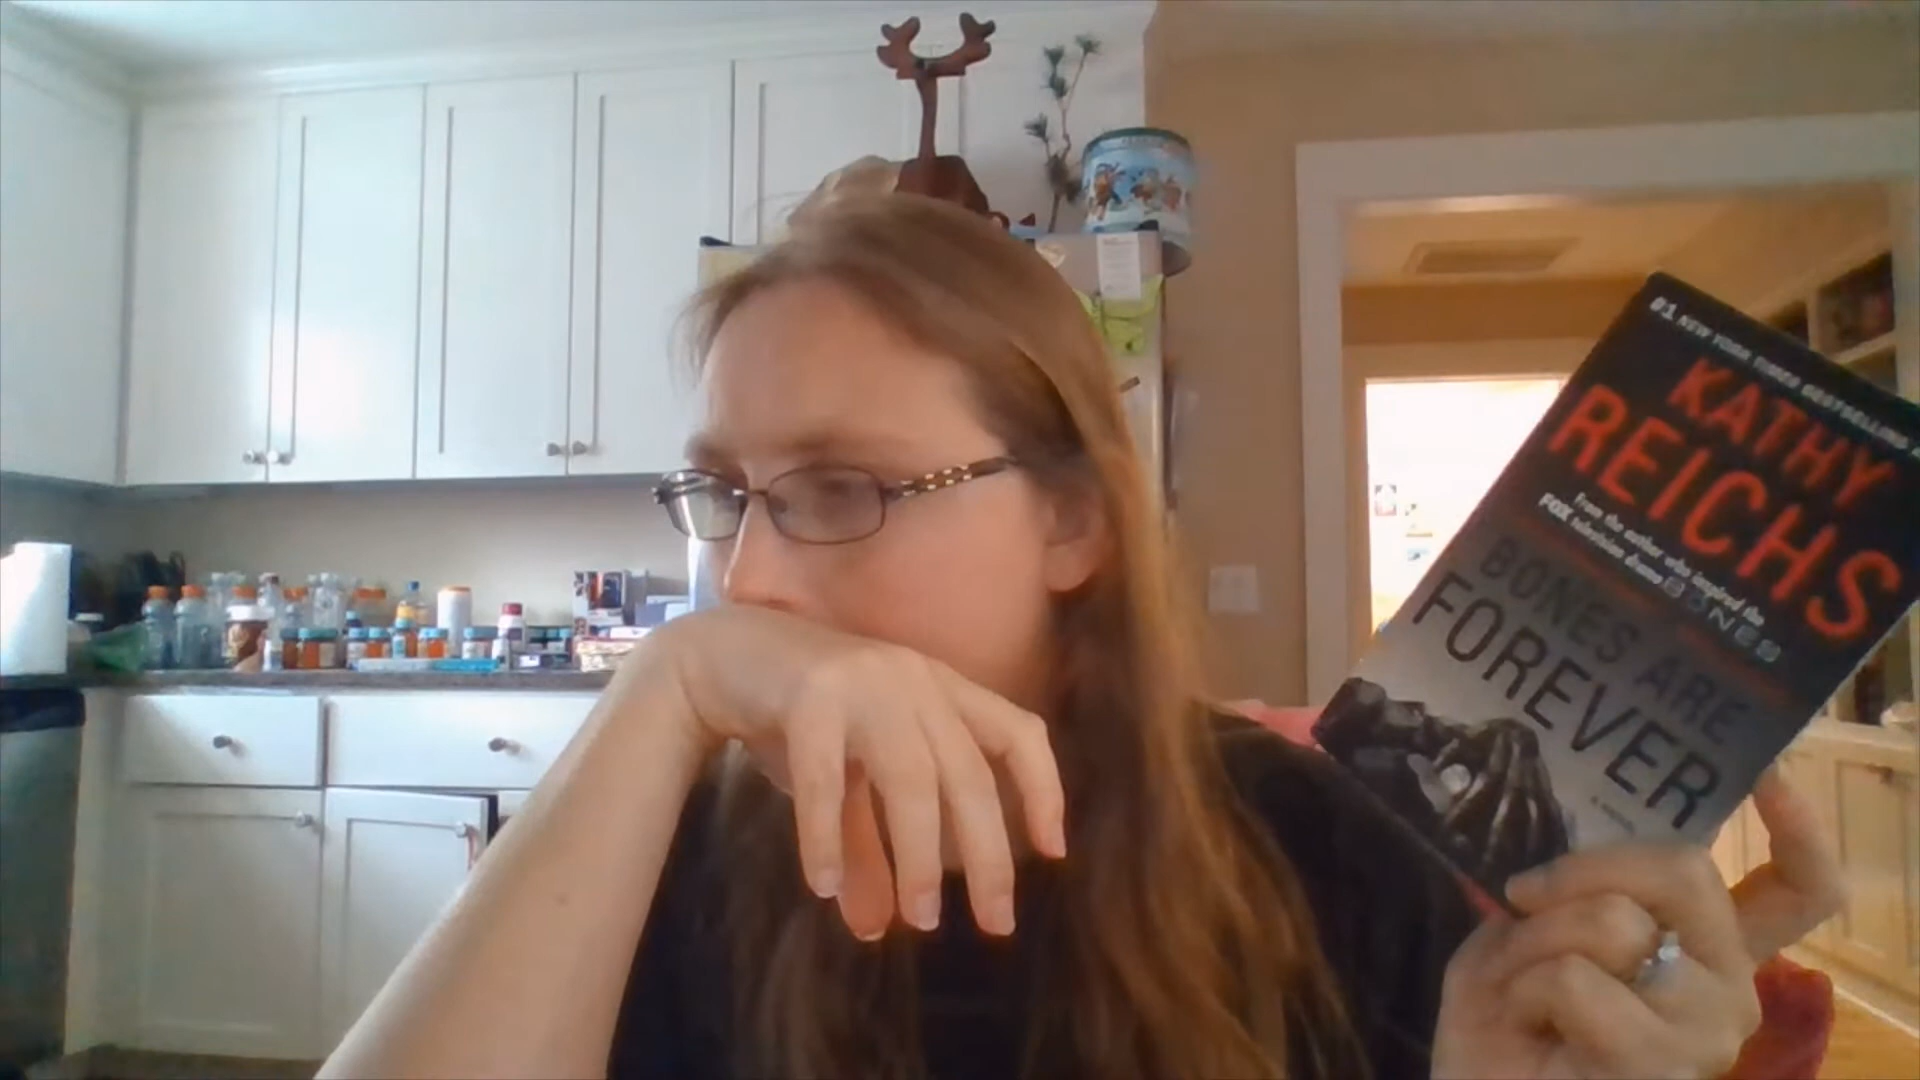 #1 NEW YORK TIMES BESTSELLING
KATHY
REICHS
From the author who inspired the
FOX television drama BONES
BONES ARE
FOREVER
A NOVEL